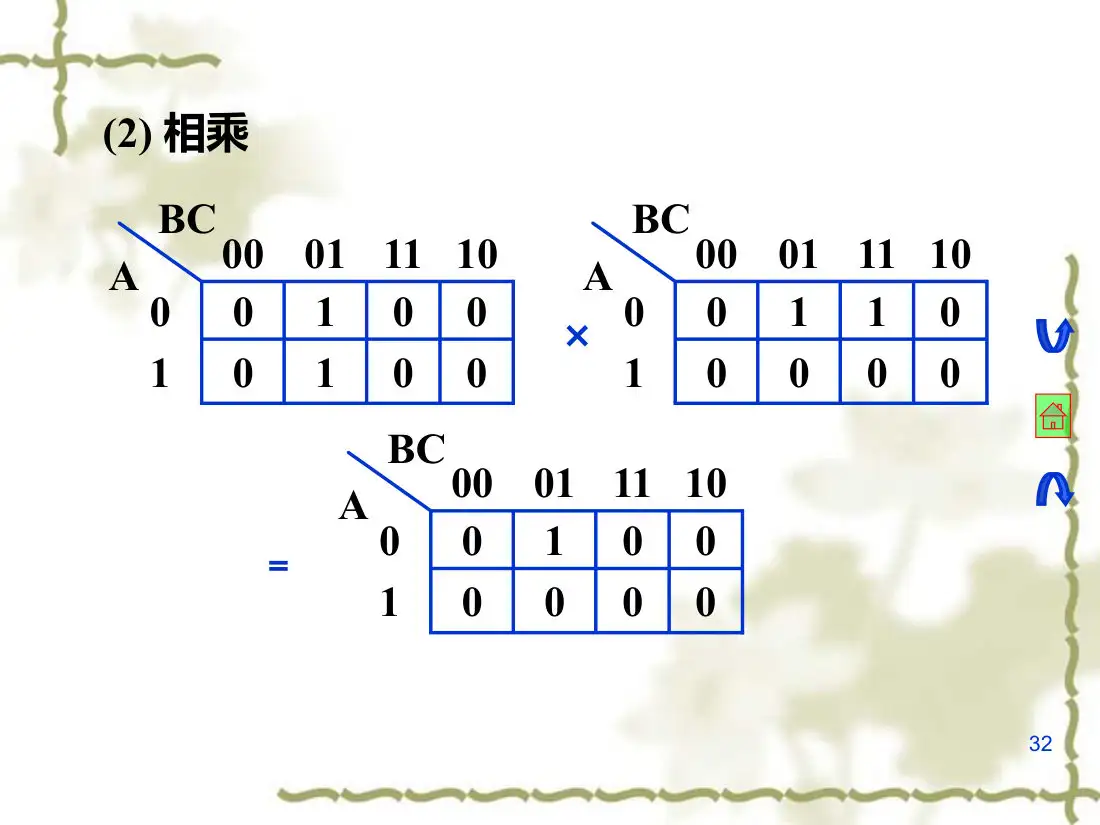 (2) 相乘
BC BC
00 01 11 10 00 01 11 10
A A
0 0 1 0 0 × 0 0 1 1 0
1 0 1 0 0 1 0 0 0 0
BC
00 01 11 10
A
0 0 1 0 0
=
1 0 0 0 0
32